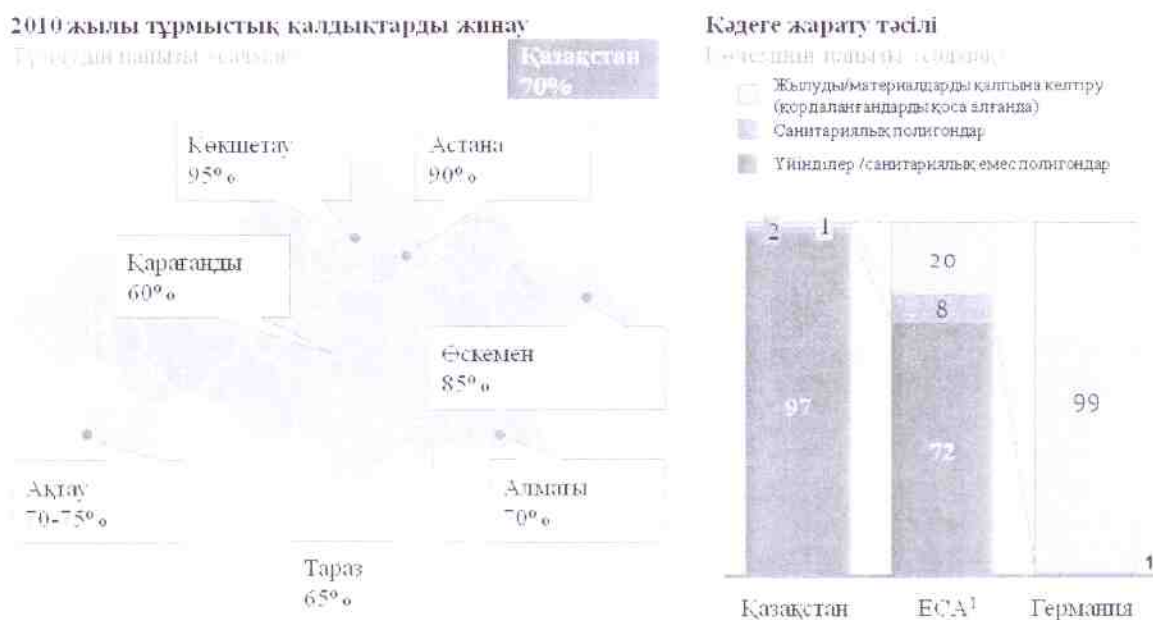 2010 жылы тұрмыстық қалдықтарды жинау
Қазақстан
70%
Көкшетау
95%
Астана
90%
Қарағанды
60%
Өскемен
85%
Ақтау
70-75%
Алматы
70%
Тараз
65%
Кәдеге жарату тәсілі
Жылуды/материалдарды қалпына келтіру
(қордаланғандарды қоса алғанда)
Санитариялық полигондар
Үйінділер /санитариялық емес полигондар
2 1
20
8
97
72
99
1
Қазақстан ЕСА1 Германия